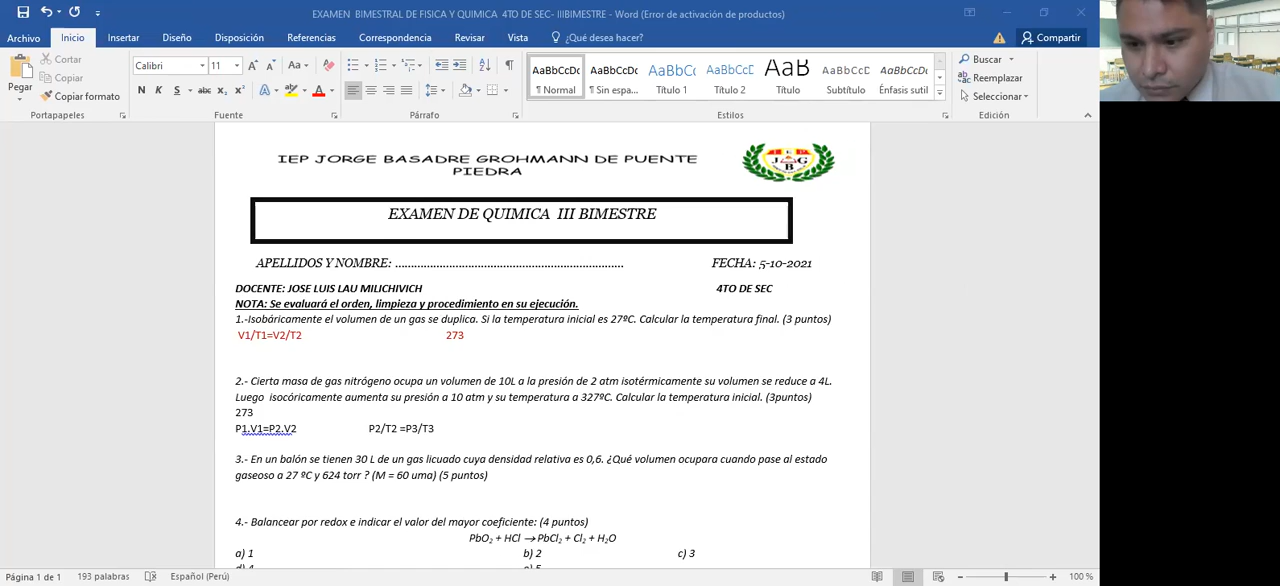 EXAMEN BIMESTRAL DE FISICA Y QUIMICA 4TO DE SEC- IIIBIMESTRE - Word (Error de activación de productos)
Archivo Inicio Insertar Diseño Disposición Referencias Correspondencia Revisar Vista ¿Qué desea hacer? Compartir
Pegar
Cortar
Copiar
Copiar formato
Portapapeles
Calibri 11
N K S abc x₂ x²
Fuente
Párrafo
AaBbCcDc AaBbCcDc AaBbCc AaBbCcE AaB AaBbCcD AaBbCcDc
¶ Normal ¶ Sin espa... Título 1 Título 2 Título Subtítulo Énfasis sutil
Estilos
Buscar
Reemplazar
Seleccionar
Edición
IEP JORGE BASADRE GROHMANN DE PUENTE
PIEDRA
J G
B
EXAMEN DE QUIMICA III BIMESTRE
APELLIDOS Y NOMBRE: ........................................................................ FECHA: 5-10-2021
DOCENTE: JOSE LUIS LAU MILICHIVICH 4TO DE SEC
NOTA: Se evaluará el orden, limpieza y procedimiento en su ejecución.
1.-Isobáricamente el volumen de un gas se duplica. Si la temperatura inicial es 27ºC. Calcular la temperatura final. (3 puntos)
V1/T1=V2/T2 273
2.- Cierta masa de gas nitrógeno ocupa un volumen de 10L a la presión de 2 atm isotérmicamente su volumen se reduce a 4L.
Luego isocóricamente aumenta su presión a 10 atm y su temperatura a 327ºC. Calcular la temperatura inicial. (3puntos)
273
P1.V1=P2.V2 P2/T2 =P3/T3
3.- En un balón se tienen 30 L de un gas licuado cuya densidad relativa es 0,6. ¿Qué volumen ocupara cuando pase al estado
gaseoso a 27 ºC y 624 torr ? (M = 60 uma) (5 puntos)
4.- Balancear por redox e indicar el valor del mayor coeficiente: (4 puntos)
PbO₂ + HCl → PbCl₂ + Cl₂ + H₂O
a) 1 b) 2 c) 3
d) 4 e) 5
Página 1 de 1 193 palabras Español (Perú) 100 %